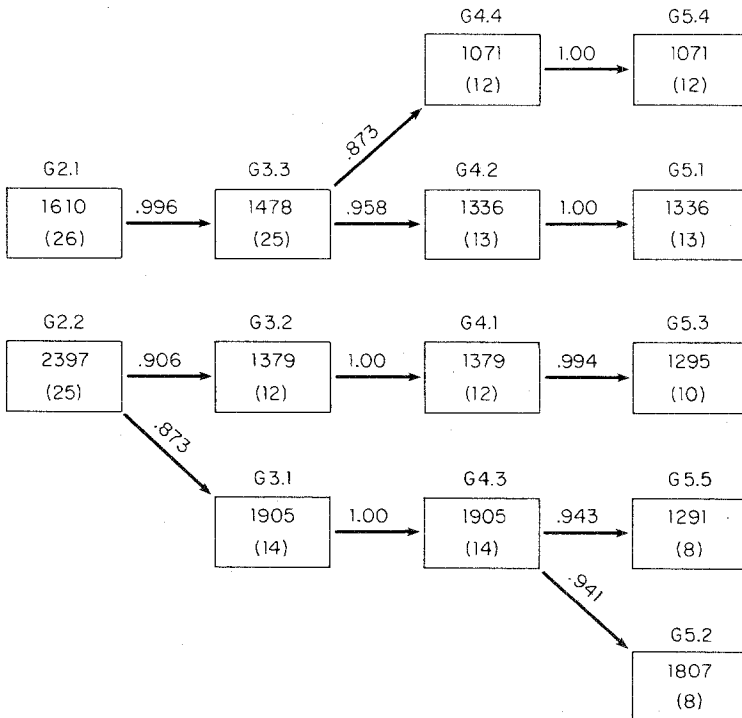 G4.4 G5.4
1071 1.00 1071
(12) (12)
.873
G2.1 G3.3 G4.2 G5.1
1610 .996 1478 .958 1336 1.00 1336
(26) (25) (13) (13)
G2.2 G3.2 G4.1 G5.3
2397 .906 1379 1.00 1379 .994 1295
(25) (12) (12) (10)
.873
G3.1 G4.3 G5.5
1905 1.00 1905 .943 1291
(14) (14) (8)
.941
G5.2
1807
(8)